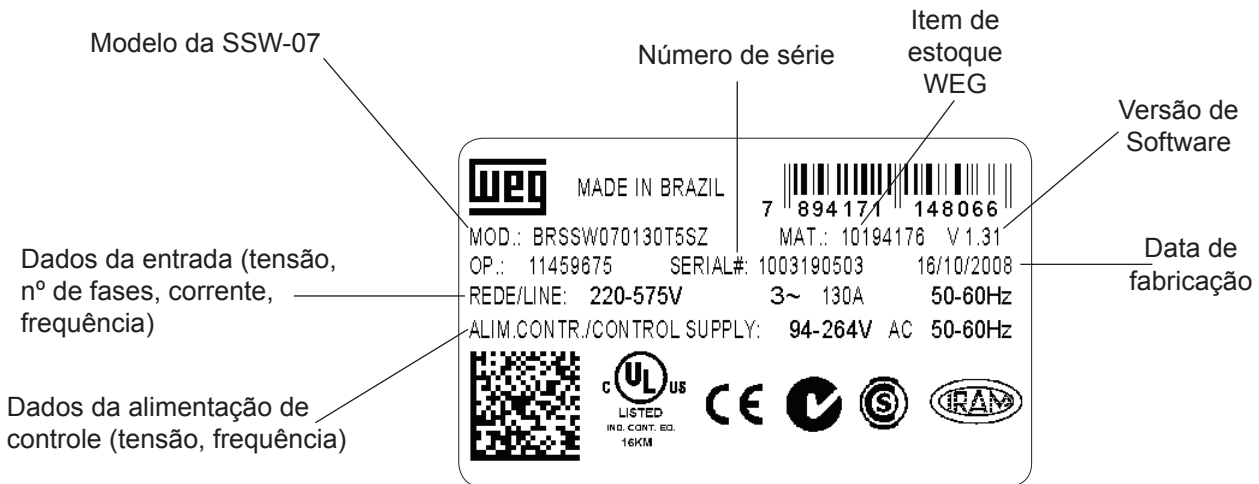 Modelo da SSW-07
Número de série
Item de
estoque
WEG
Versão de
Software
Dados da entrada (tensão,
nº de fases, corrente,
frequência)
Data de
fabricação
Dados da alimentação de
controle (tensão, frequência)
weg MADE IN BRAZIL
7 894171 148066
MOD.: BRSSW070130T5SZ MAT.: 10194176 V 1.31
OP.: 11459675 SERIAL#: 1003190503 16/10/2008
REDE/LINE: 220-575V 3~ 130A 50-60Hz
ALIM.CONTR./CONTROL SUPPLY: 94-264V AC 50-60Hz
C UL US
LISTED
IND. CONT. EQ.
16KM
CE
S
IRAM